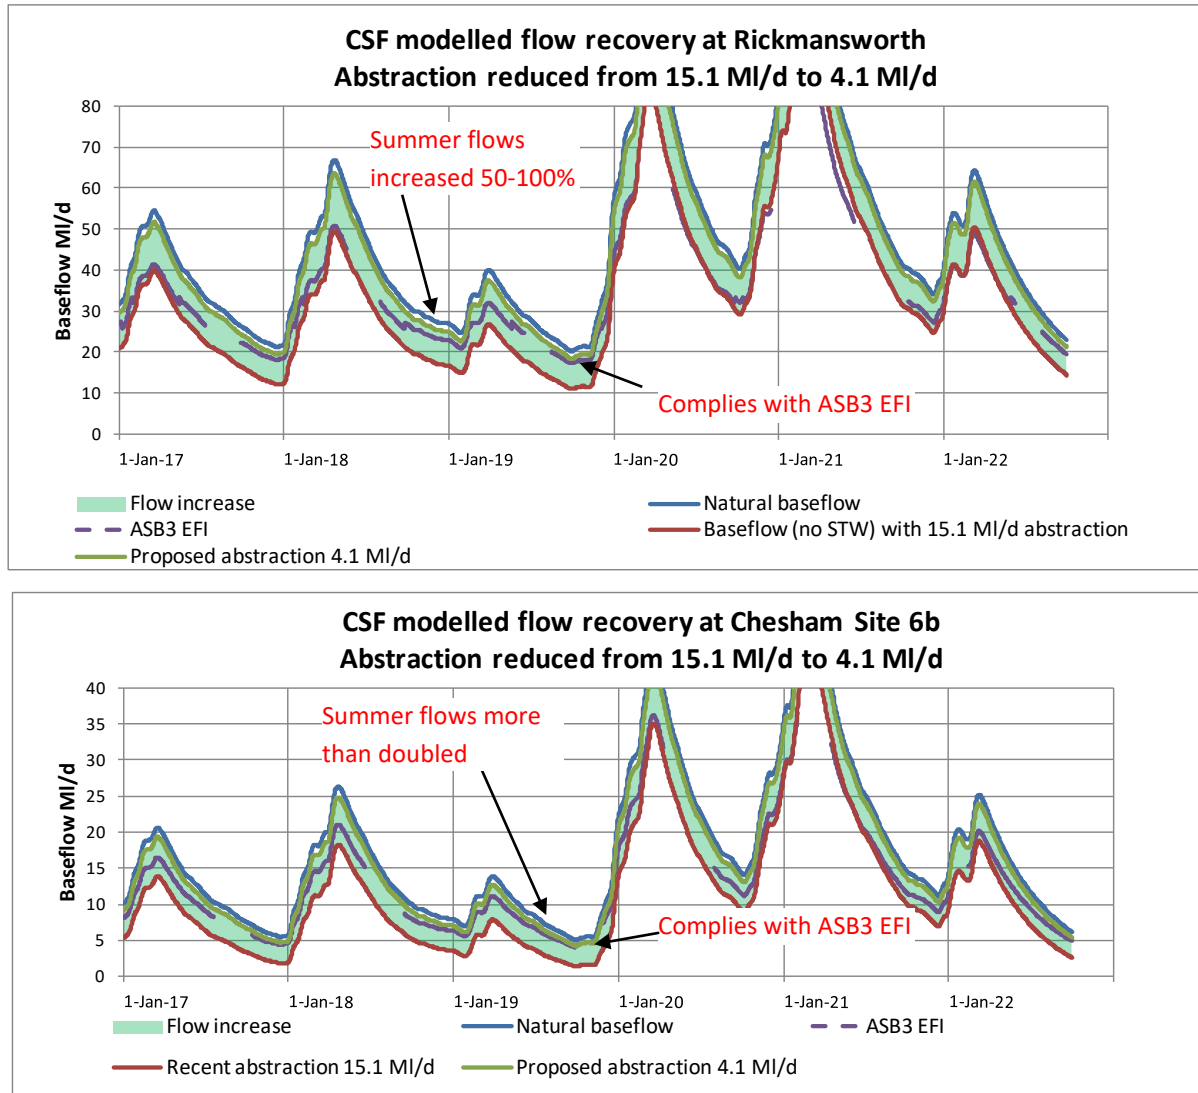 CSF modelled flow recovery at Rickmansworth
Abstraction reduced from 15.1 Ml/d to 4.1 Ml/d
Baseflow Ml/d
80
70
60
50
40
30
20
10
0
Summer flows
increased 50-100%
Complies with ASB3 EFI
1-Jan-17 1-Jan-18 1-Jan-19 1-Jan-20 1-Jan-21 1-Jan-22
Flow increase Natural baseflow
ASB3 EFI Baseflow (no STW) with 15.1 Ml/d abstraction
Proposed abstraction 4.1 Ml/d
CSF modelled flow recovery at Chesham Site 6b
Abstraction reduced from 15.1 Ml/d to 4.1 Ml/d
Baseflow Ml/d
40
35
30
25
20
15
10
5
0
Summer flows more
than doubled
Complies with ASB3 EFI
1-Jan-17 1-Jan-18 1-Jan-19 1-Jan-20 1-Jan-21 1-Jan-22
Flow increase Natural baseflow ASB3 EFI
Recent abstraction 15.1 Ml/d Proposed abstraction 4.1 Ml/d